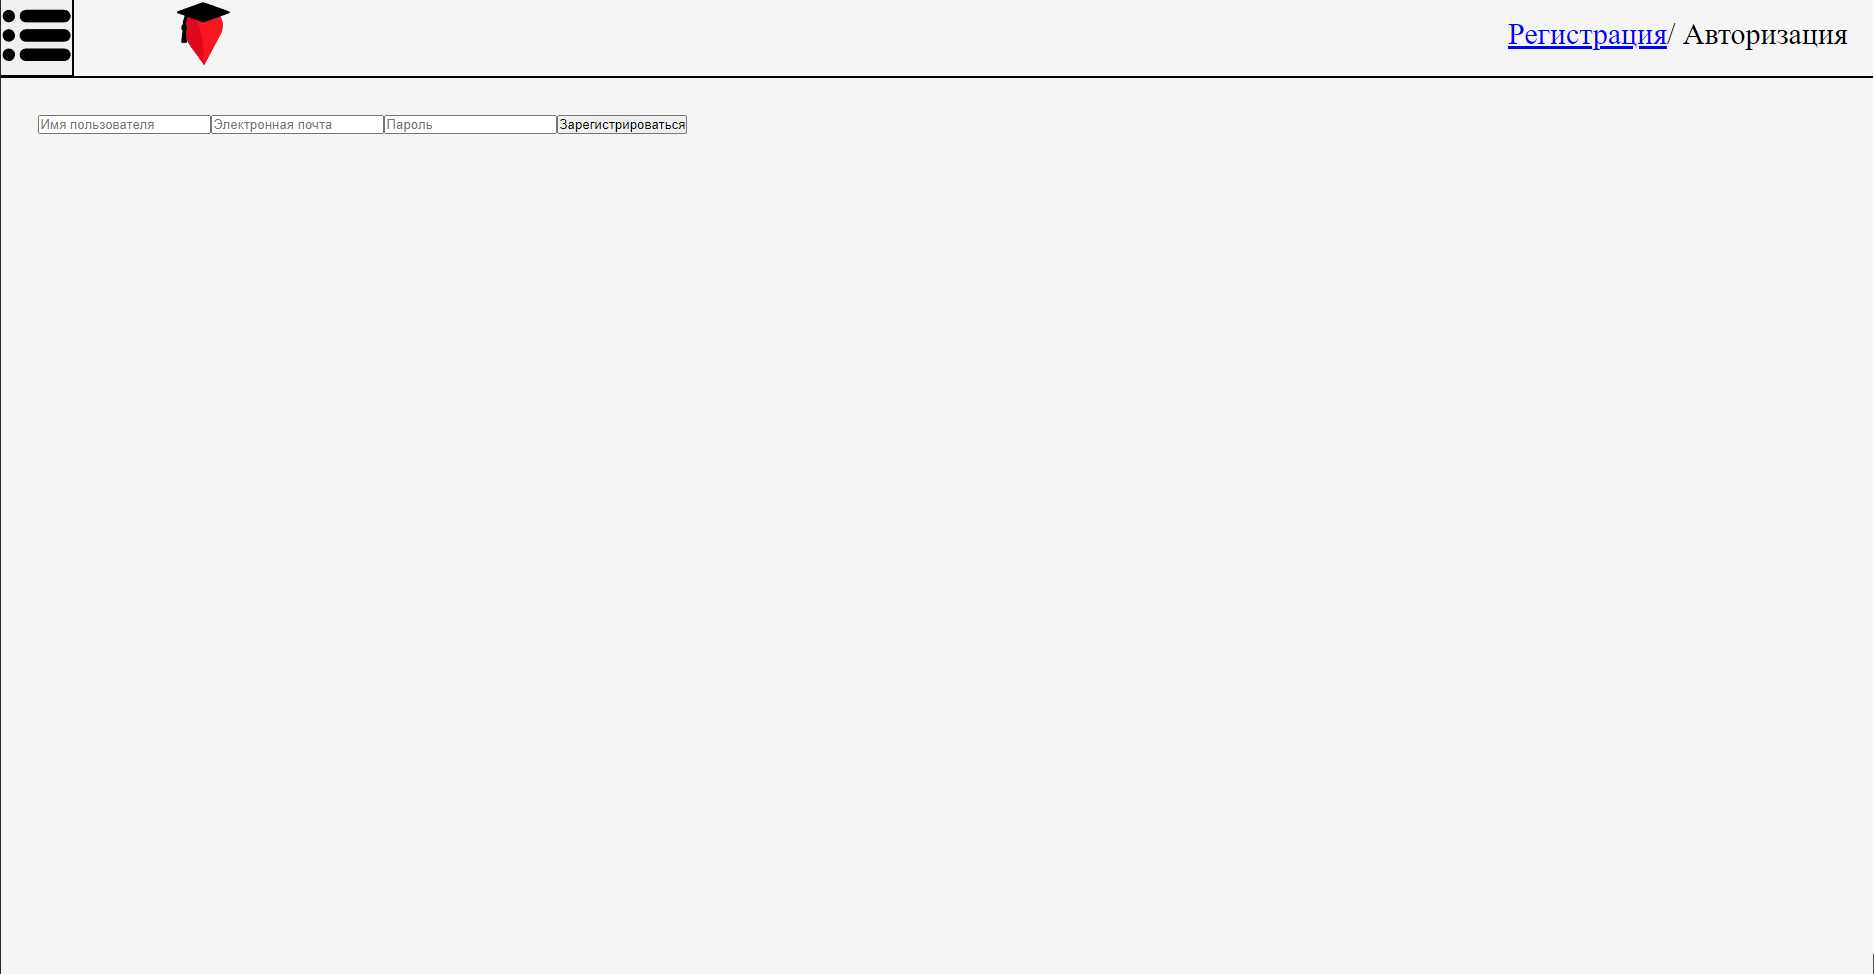 Регистрация/ Авторизация
Имя пользователя Электронная почта Пароль Зарегистрироваться